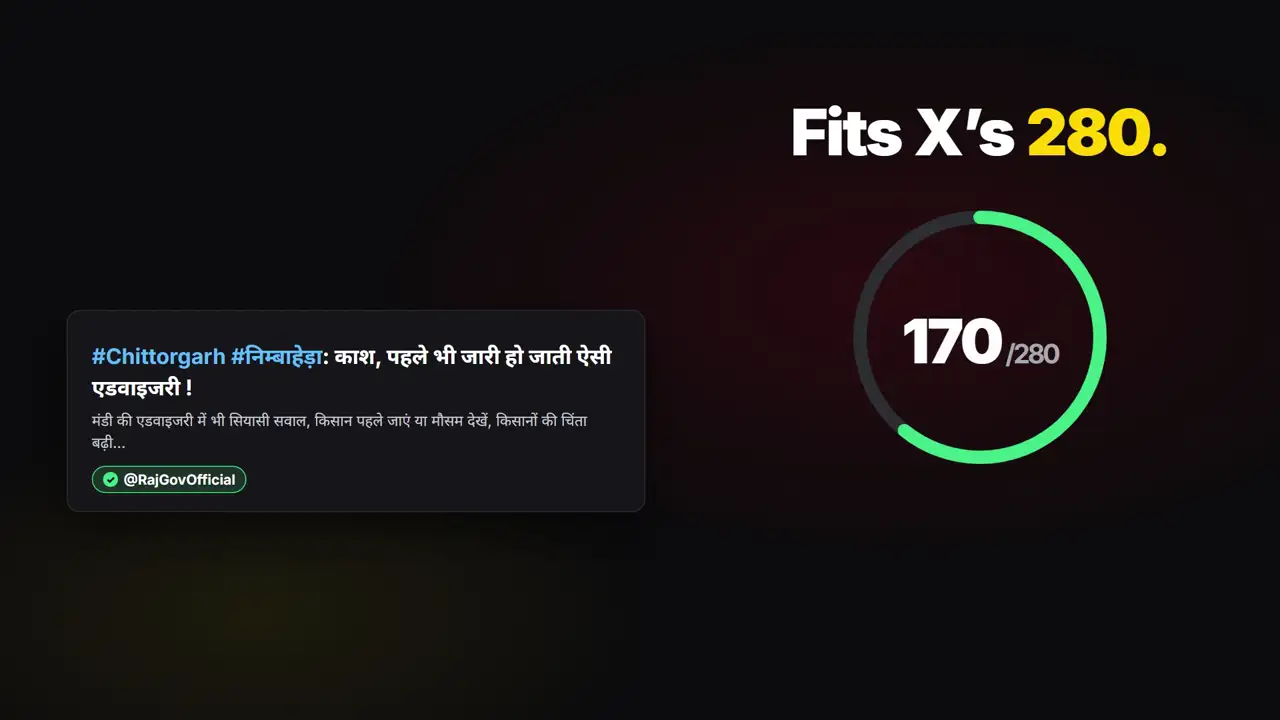 Fits X’s 280.
170 /280
#Chittorgarh #निम्बाहेड़ा: काश, पहले भी जारी हो जाती ऐसी
एडवाइजरी !
मंडी की एडवाइजरी में भी सियासी सवाल, किसान पहले जाएं या मौसम देखें, किसानों की चिंता
बढ़ी...
@RajGovOfficial